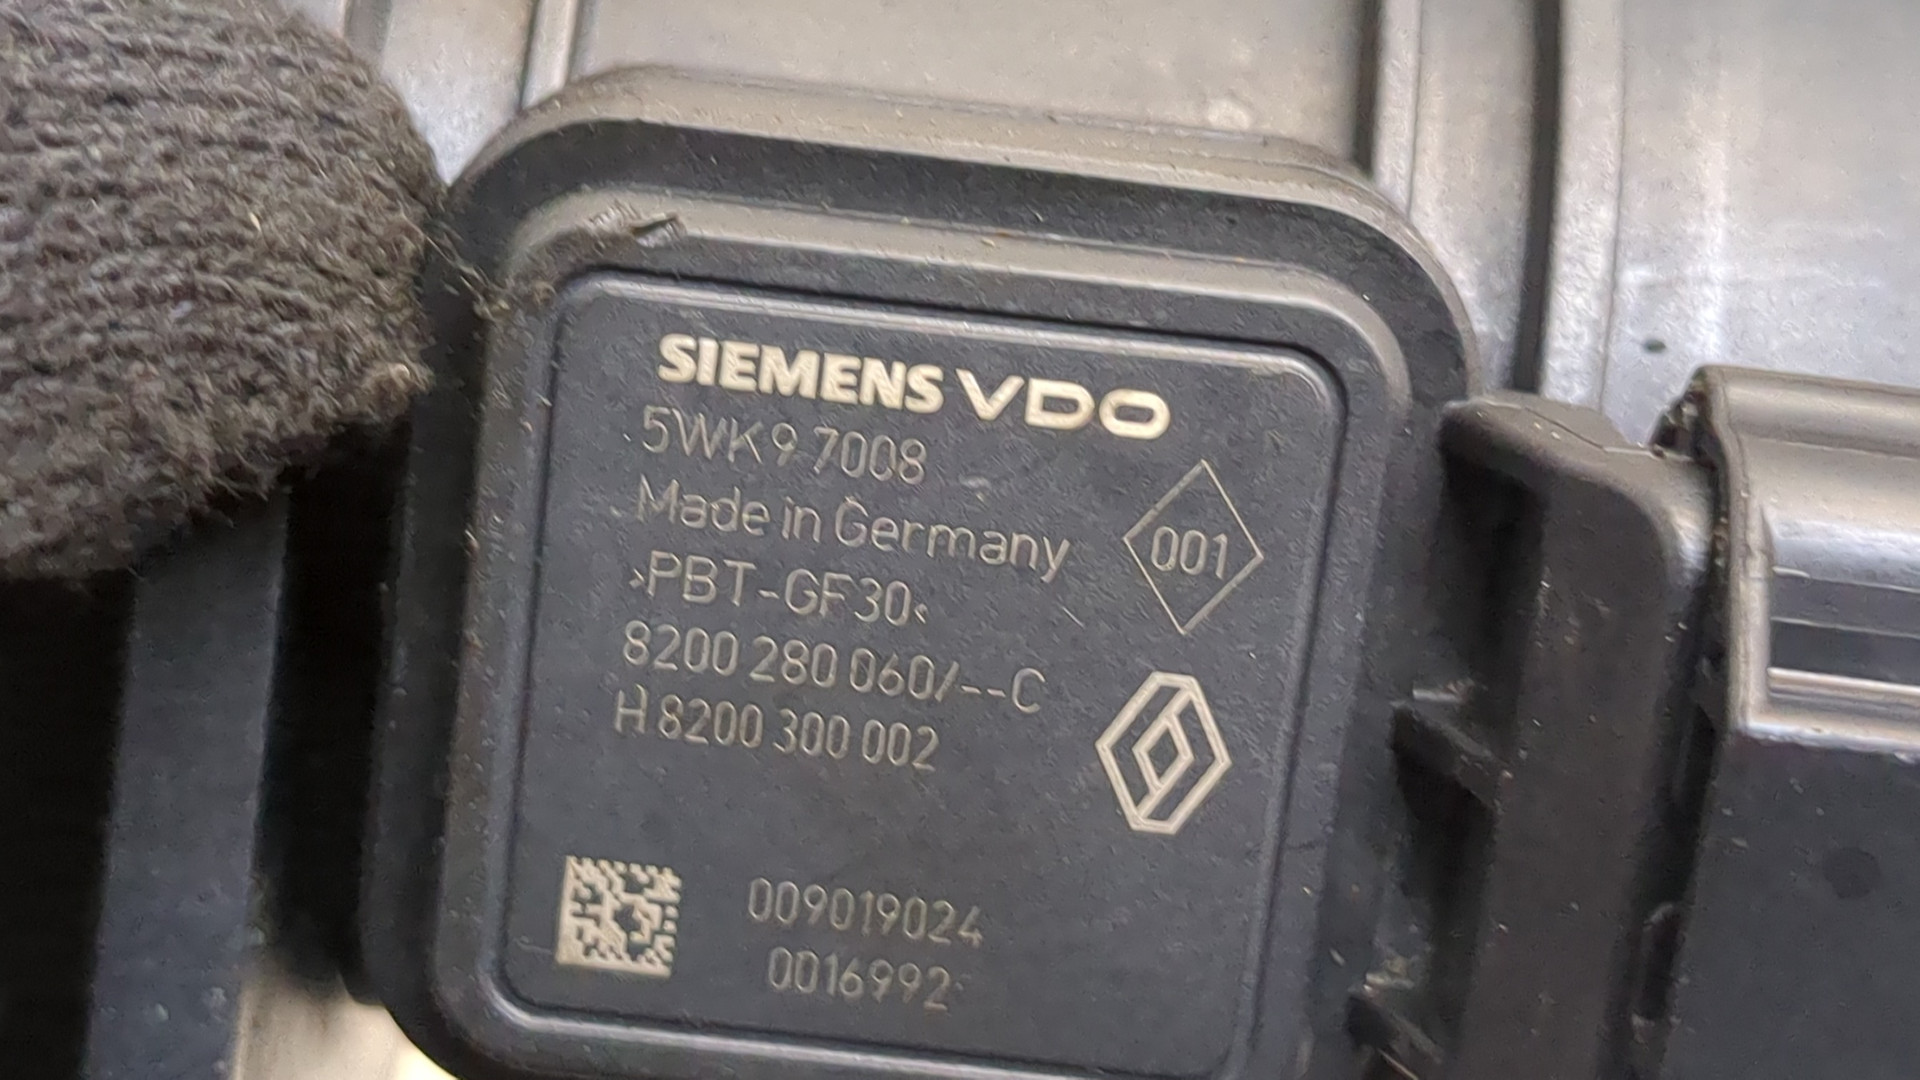 SIEMENS VDO
5WK9 7008
Made in Germany
001
>PBT-GF30<
8200 280 060/--C
H 8200 300 002
009019024
0016992